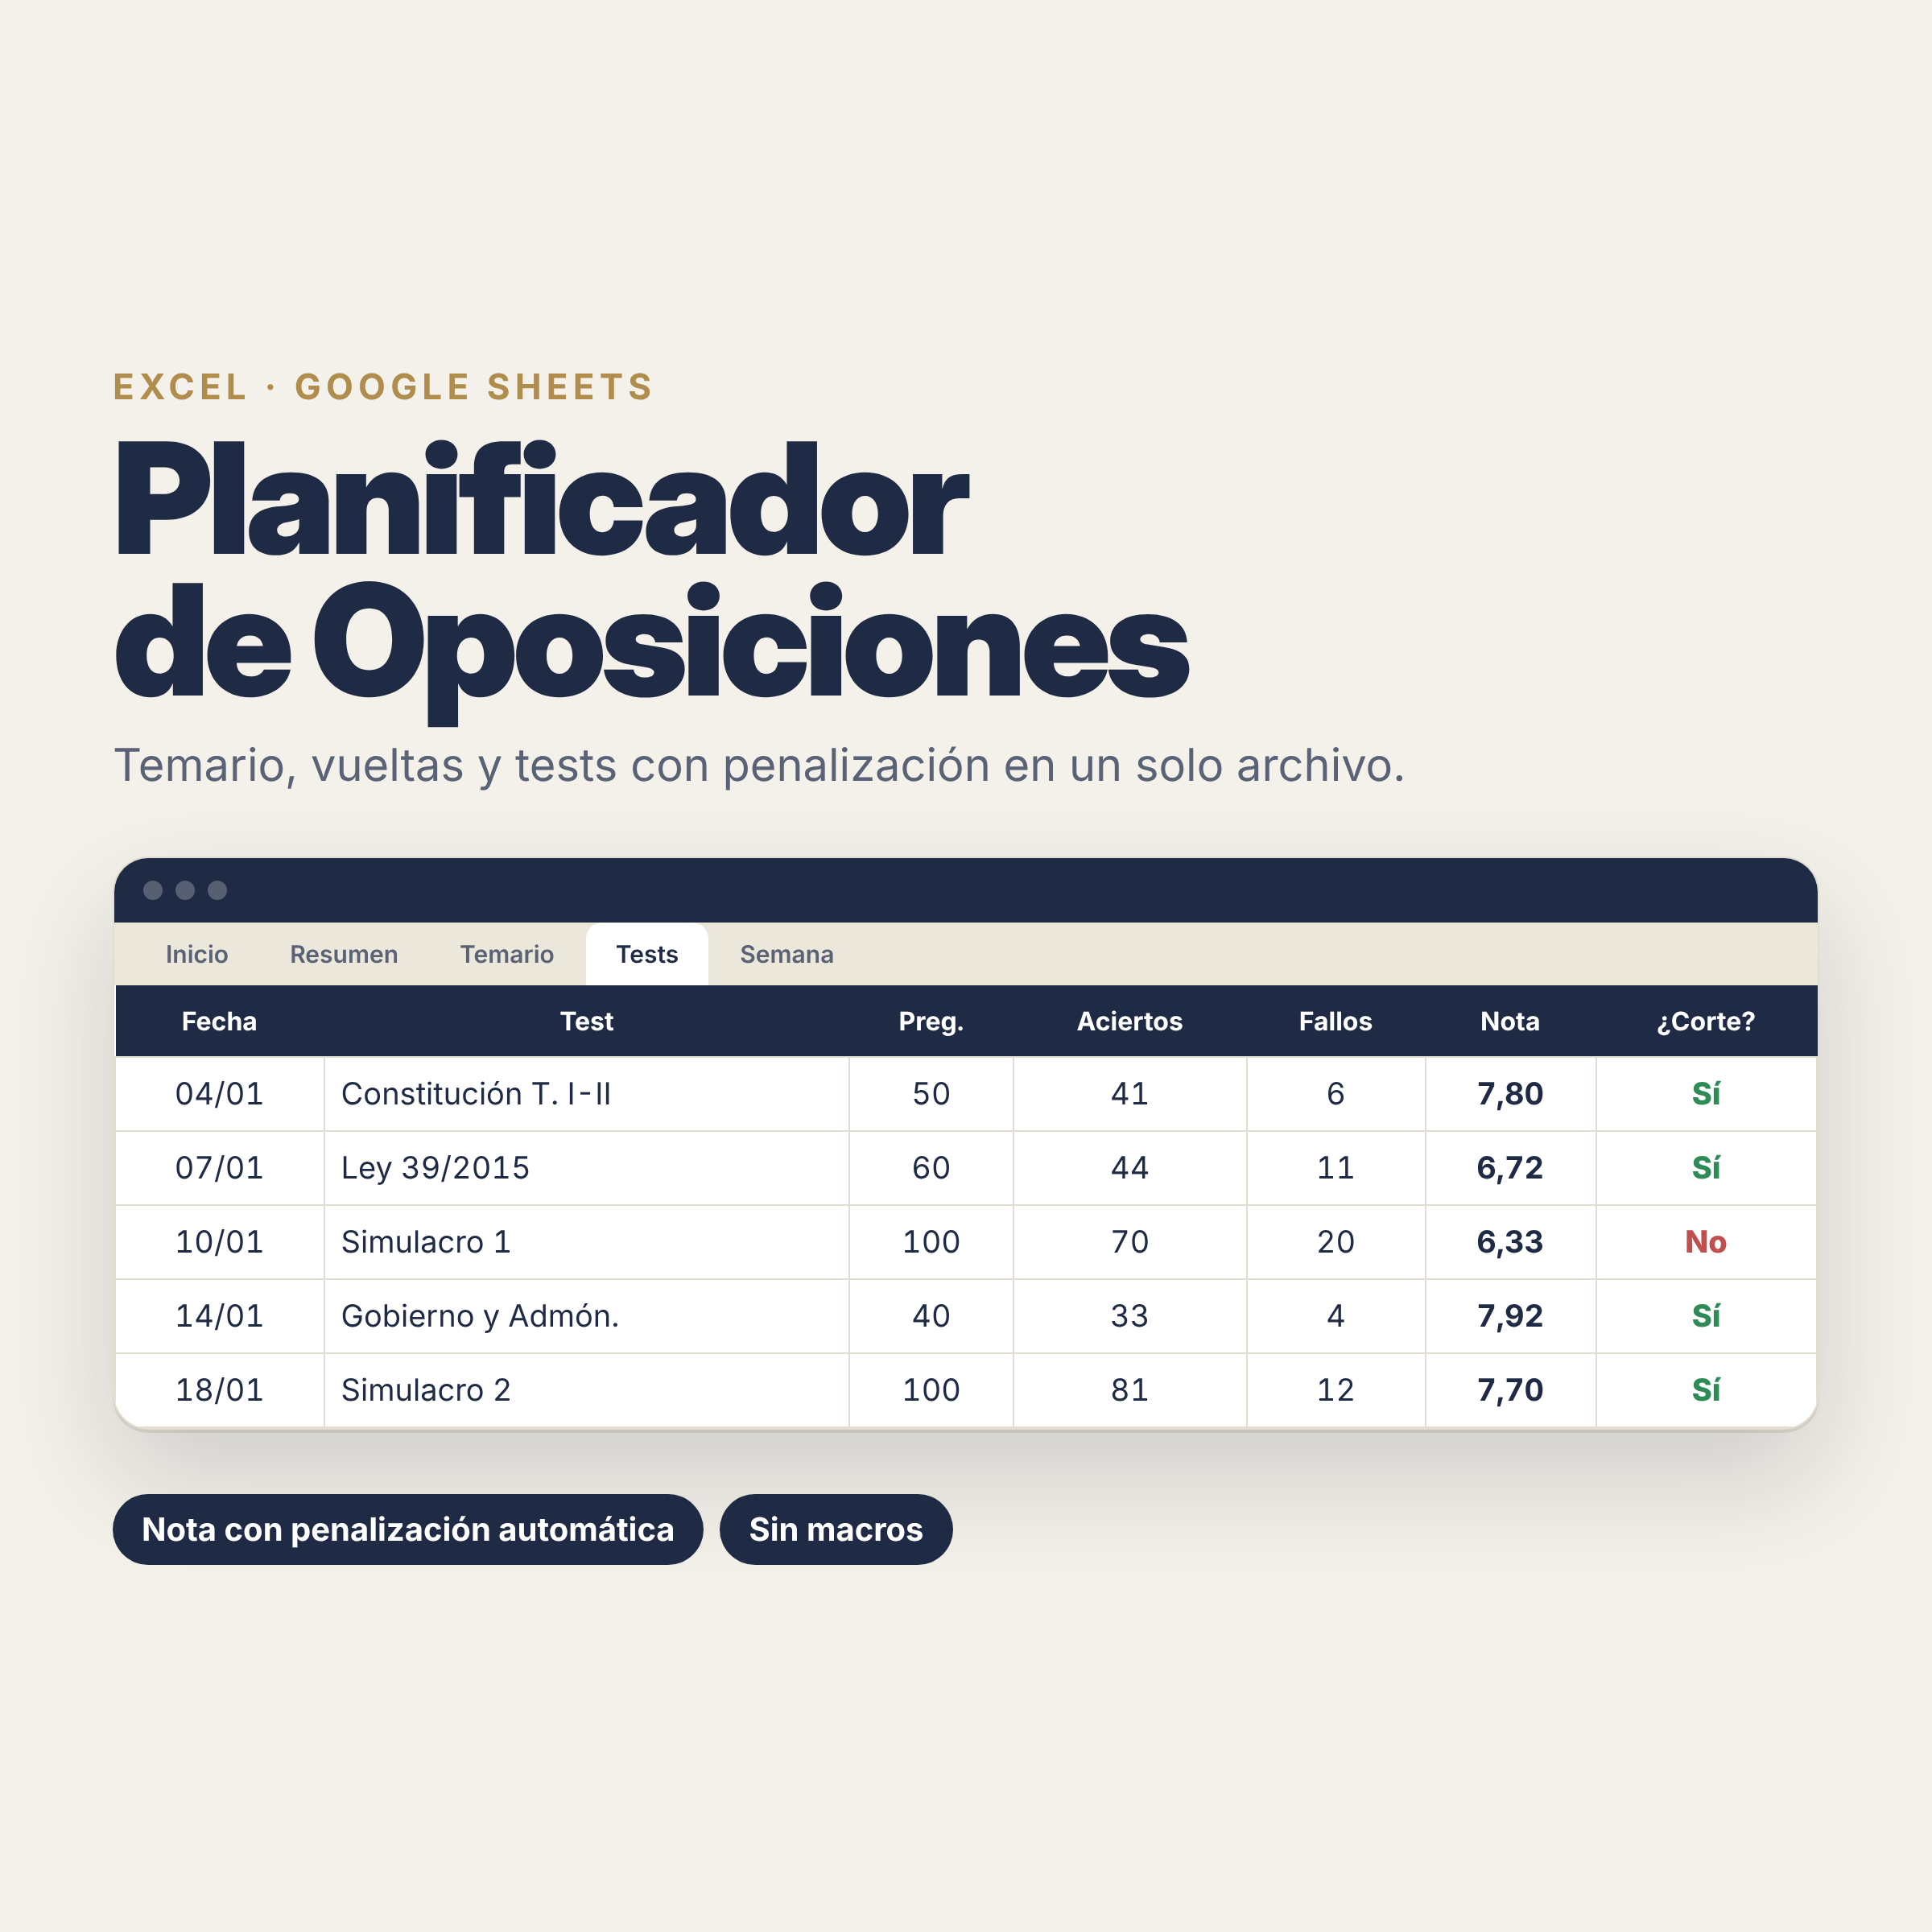 EXCEL · GOOGLE SHEETS
Planificador
de Oposiciones
Temario, vueltas y tests con penalización en un solo archivo.
Inicio Resumen Temario Tests Semana
Fecha Test Preg. Aciertos Fallos Nota ¿Corte?
04/01 Constitución T. I-II 50 41 6 7,80 Sí
07/01 Ley 39/2015 60 44 11 6,72 Sí
10/01 Simulacro 1 100 70 20 6,33 No
14/01 Gobierno y Admón. 40 33 4 7,92 Sí
18/01 Simulacro 2 100 81 12 7,70 Sí
Nota con penalización automática Sin macros